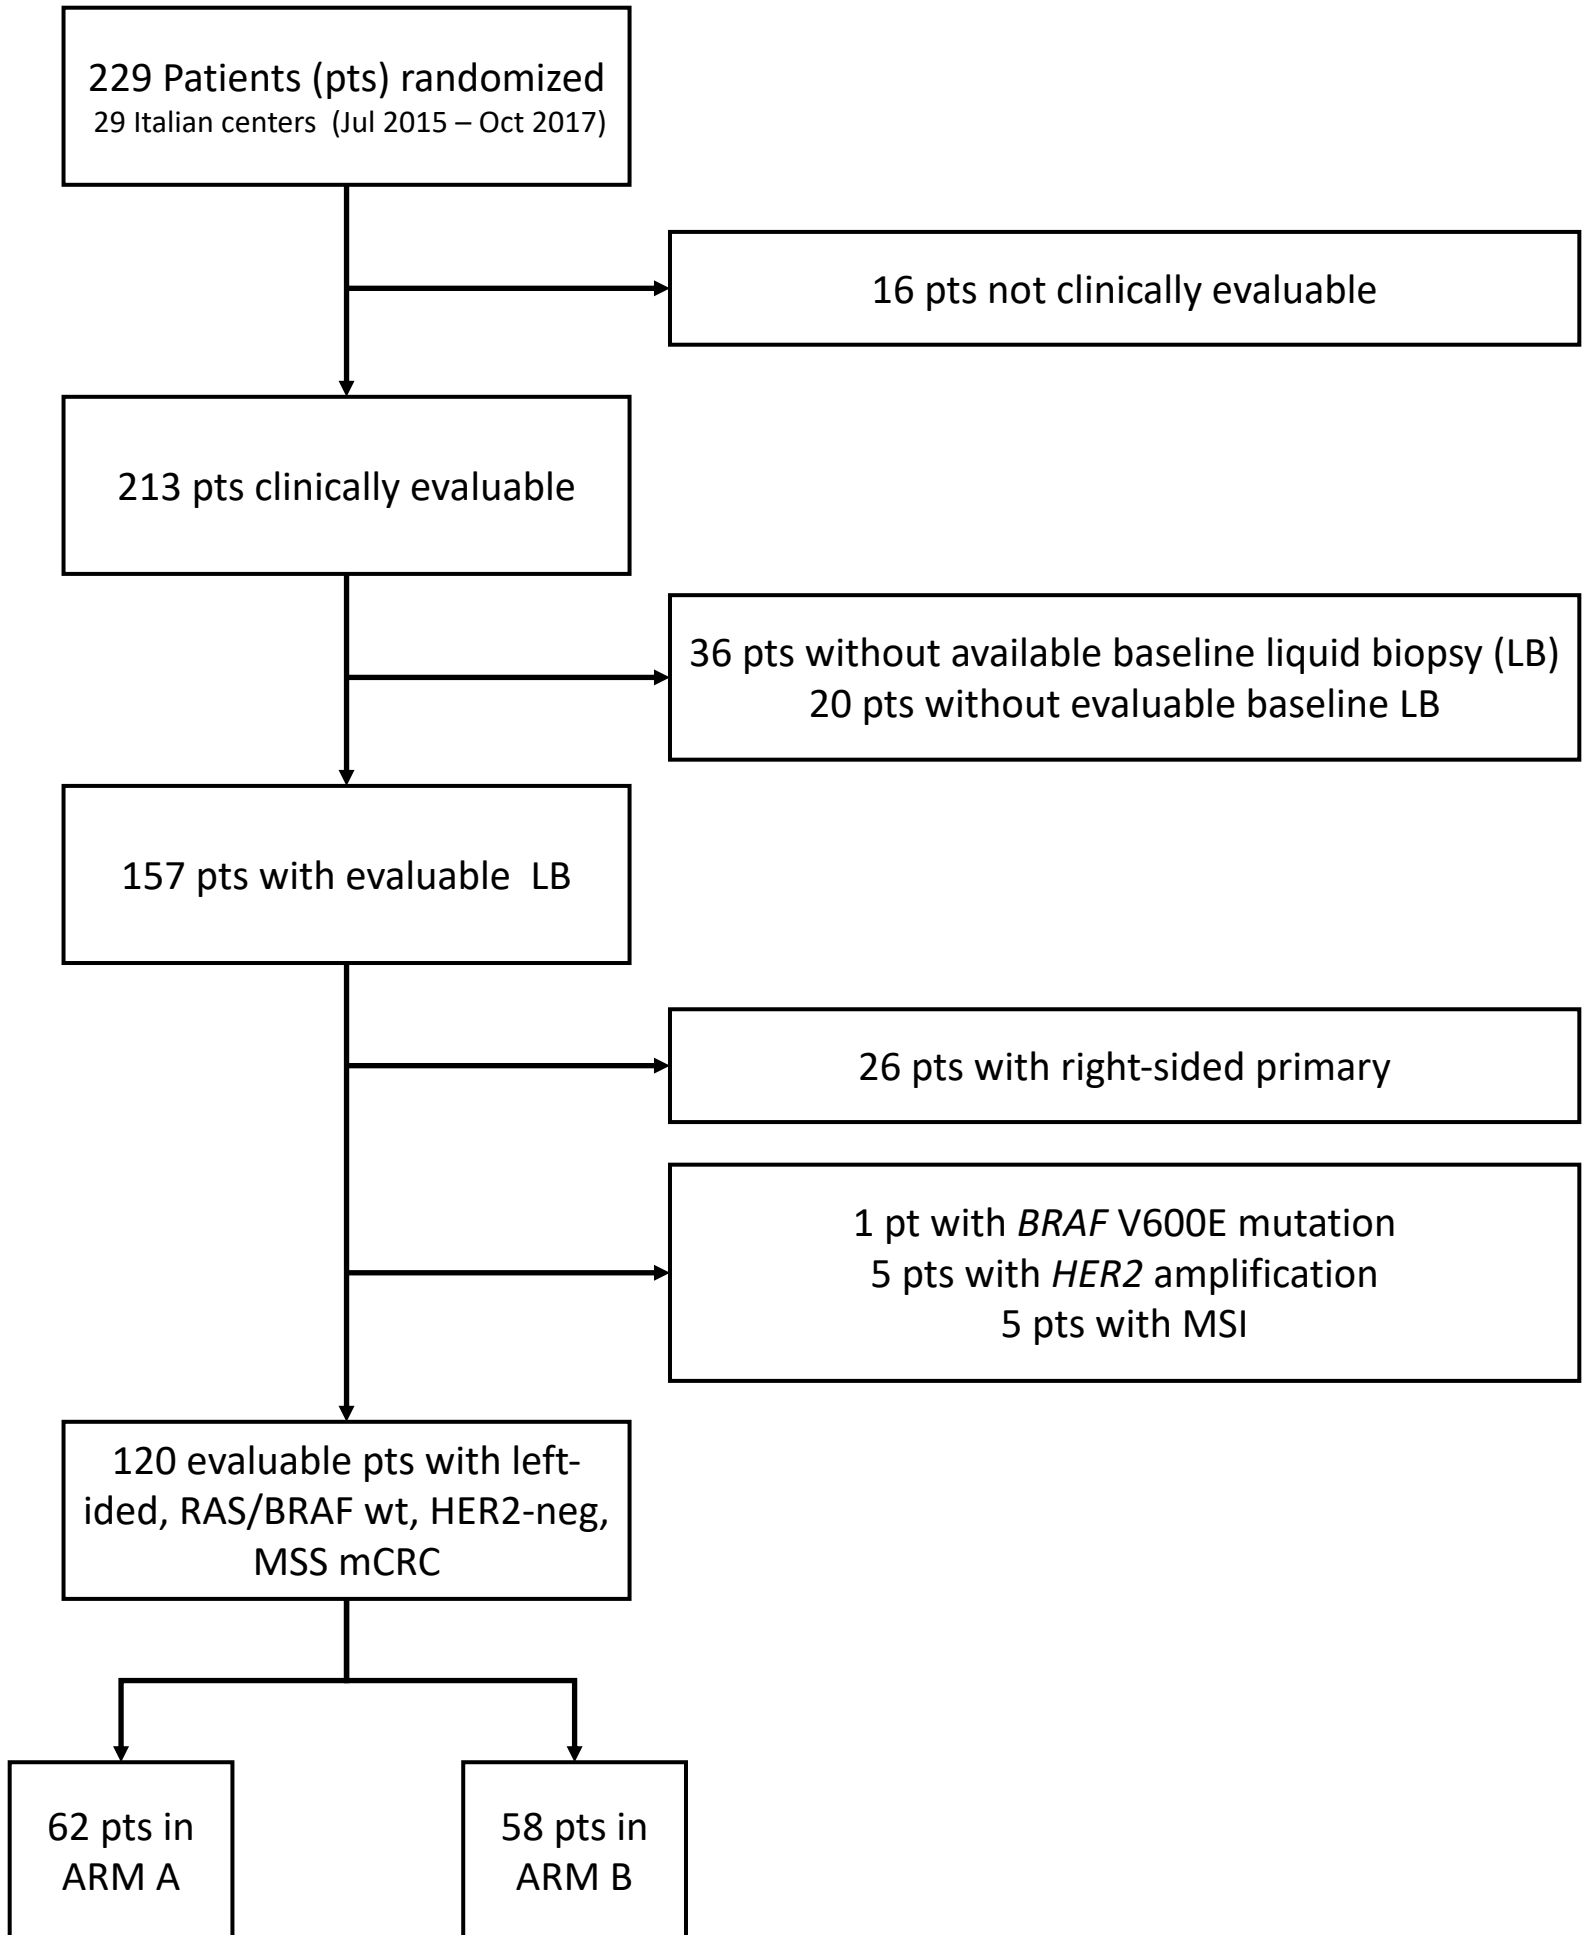 229 Patients (pts) randomized
29 Italian centers (Jul 2015 – Oct 2017)
16 pts not clinically evaluable
213 pts clinically evaluable
36 pts without available baseline liquid biopsy (LB)
20 pts without evaluable baseline LB
157 pts with evaluable LB
26 pts with right-sided primary
1 pt with BRAF V600E mutation
5 pts with HER2 amplification
5 pts with MSI
120 evaluable pts with left-
ided, RAS/BRAF wt, HER2-neg,
MSS mCRC
62 pts in
ARM A
58 pts in
ARM B